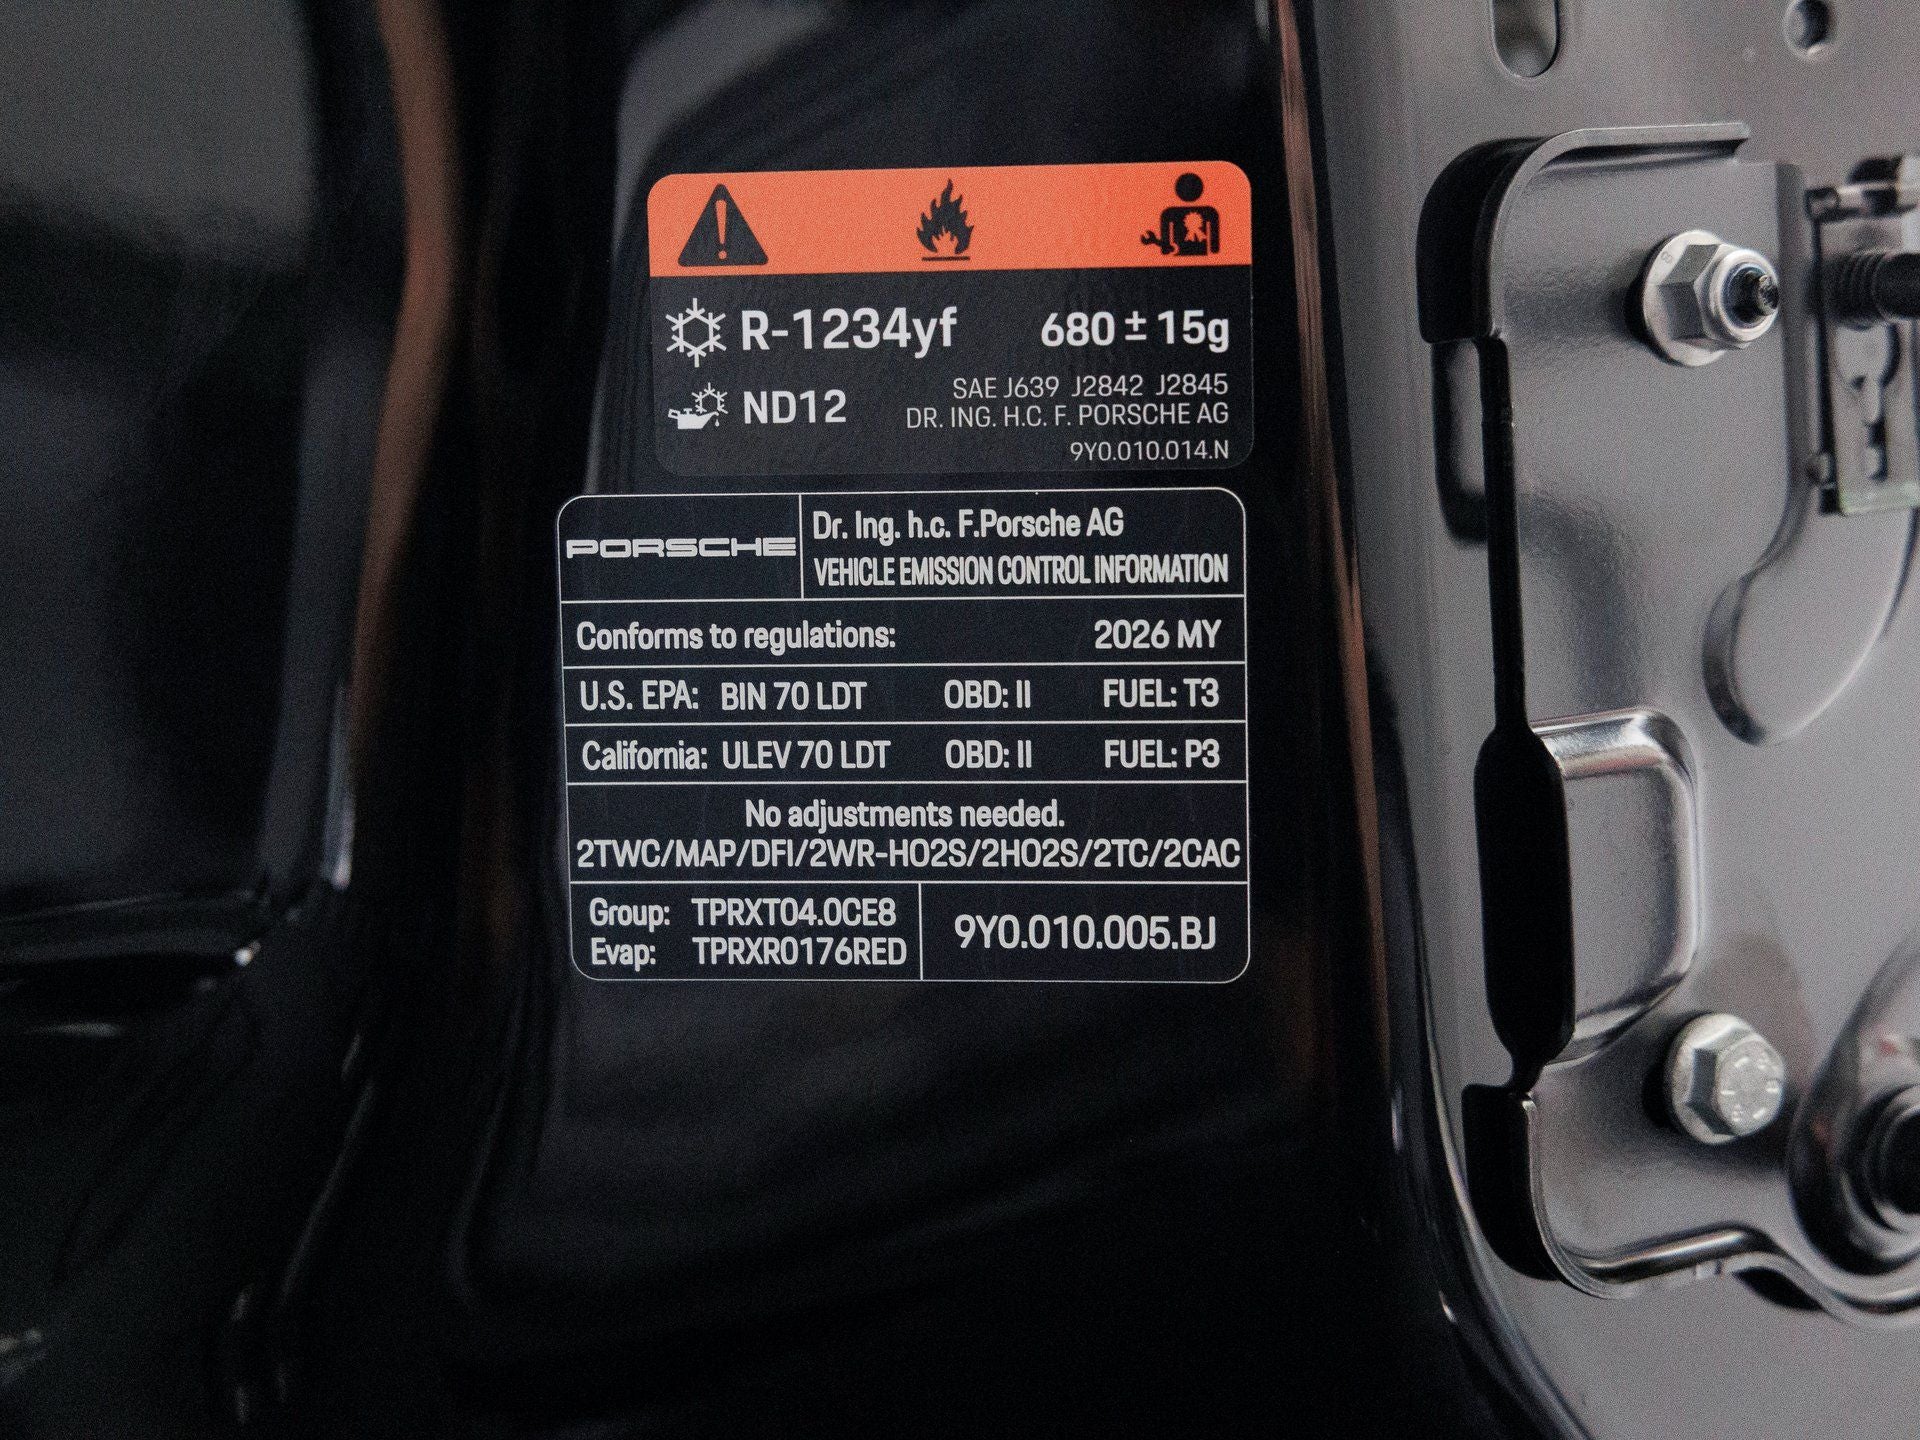 R-1234yf 680 ± 15g
ND12
SAE J639 J2842 J2845
DR. ING. H.C. F. PORSCHE AG
9Y0.010.014.N
PORSCHE
Dr. Ing. h.c. F.Porsche AG
VEHICLE EMISSION CONTROL INFORMATION
Conforms to regulations: 2026 MY
U.S. EPA: BIN 70 LDT OBD: II FUEL: T3
California: ULEV 70 LDT OBD: II FUEL: P3
No adjustments needed.
2TWC/MAP/DFI/2WR-HO2S/2HO2S/2TC/2CAC
Group: TPRXT04.0CE8
Evap: TPRXR0176RED
9Y0.010.005.BJ